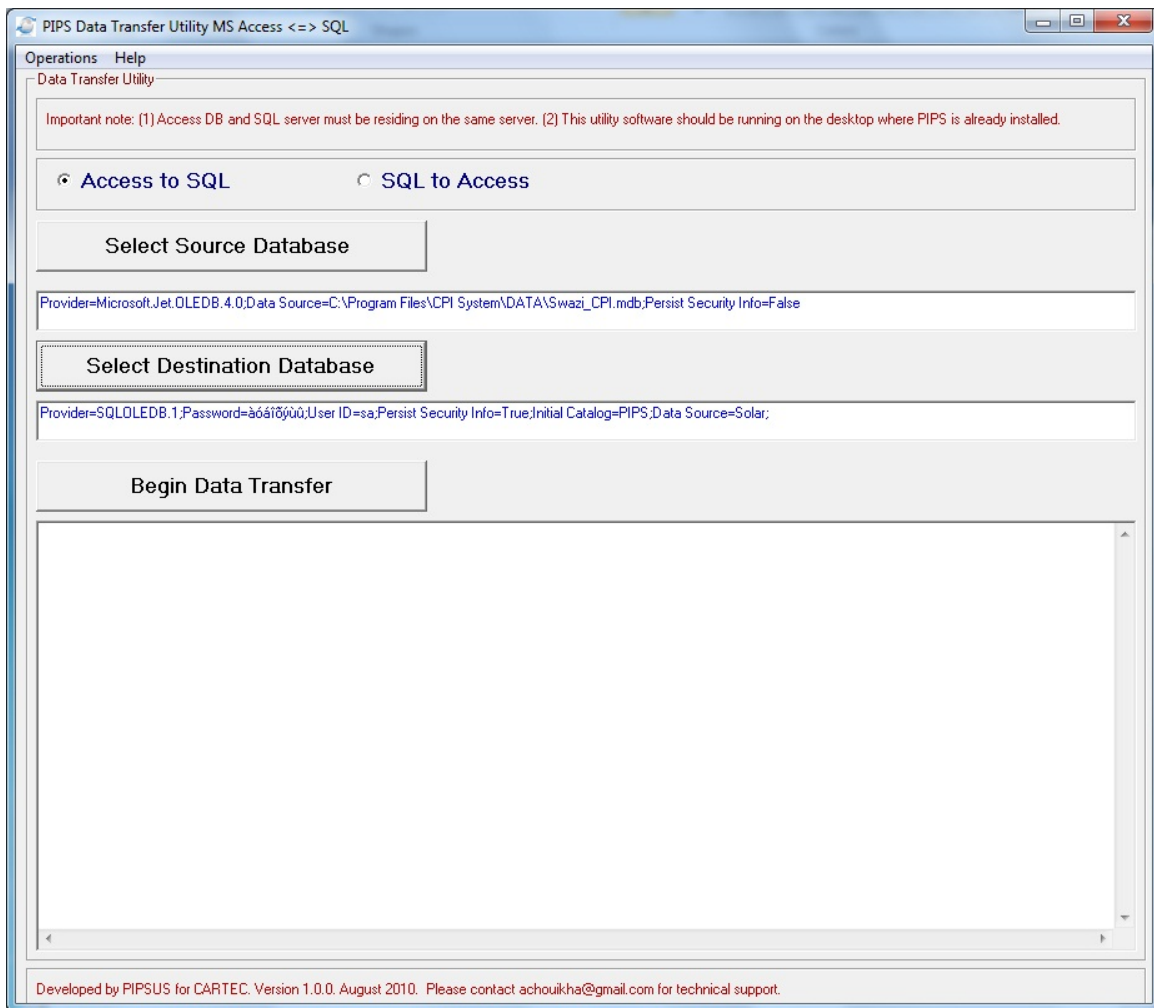 PIPS Data Transfer Utility MS Access <=> SQL
Operations Help
Data Transfer Utility
Important note: (1) Access DB and SQL server must be residing on the same server. (2) This utility software should be running on the desktop where PIPS is already installed.
Access to SQL SQL to Access
Select Source Database
Provider=Microsoft.Jet.OLEDB.4.0;Data Source=C:\Program Files\CPI System\DATA\Swazi_CPI.mdb;Persist Security Info=False
Select Destination Database
Provider=SQLOLEDB.1;Password=àóáîðýùû;User ID=sa;Persist Security Info=True;Initial Catalog=PIPS;Data Source=Solar;
Begin Data Transfer
Developed by PIPSUS for CARTEC. Version 1.0.0. August 2010. Please contact achouikha@gmail.com for technical support.